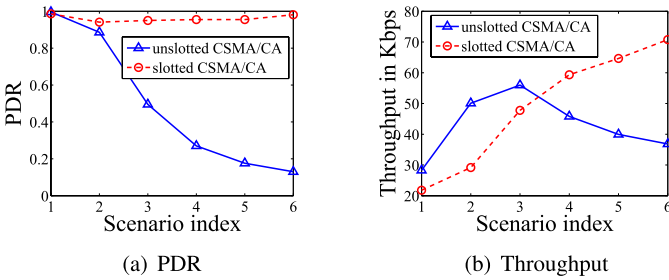 1
0.8
0.6
0.4
0.2
0
PDR
unslotted CSMA/CA
slotted CSMA/CA
1 2 3 4 5 6
Scenario index
(a) PDR
80
70
60
50
40
30
20
Throughput in Kbps
unslotted CSMA/CA
slotted CSMA/CA
1 2 3 4 5 6
Scenario index
(b) Throughput